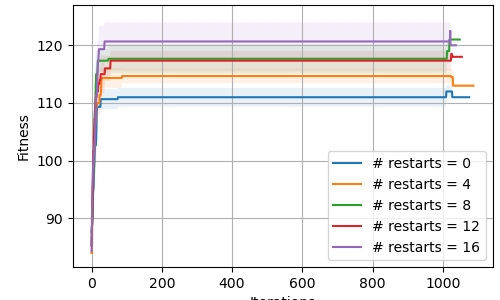 120
110
100
90
Fitness
# restarts = 0
# restarts = 4
# restarts = 8
# restarts = 12
# restarts = 16
0 200 400 600 800 1000
Iterations